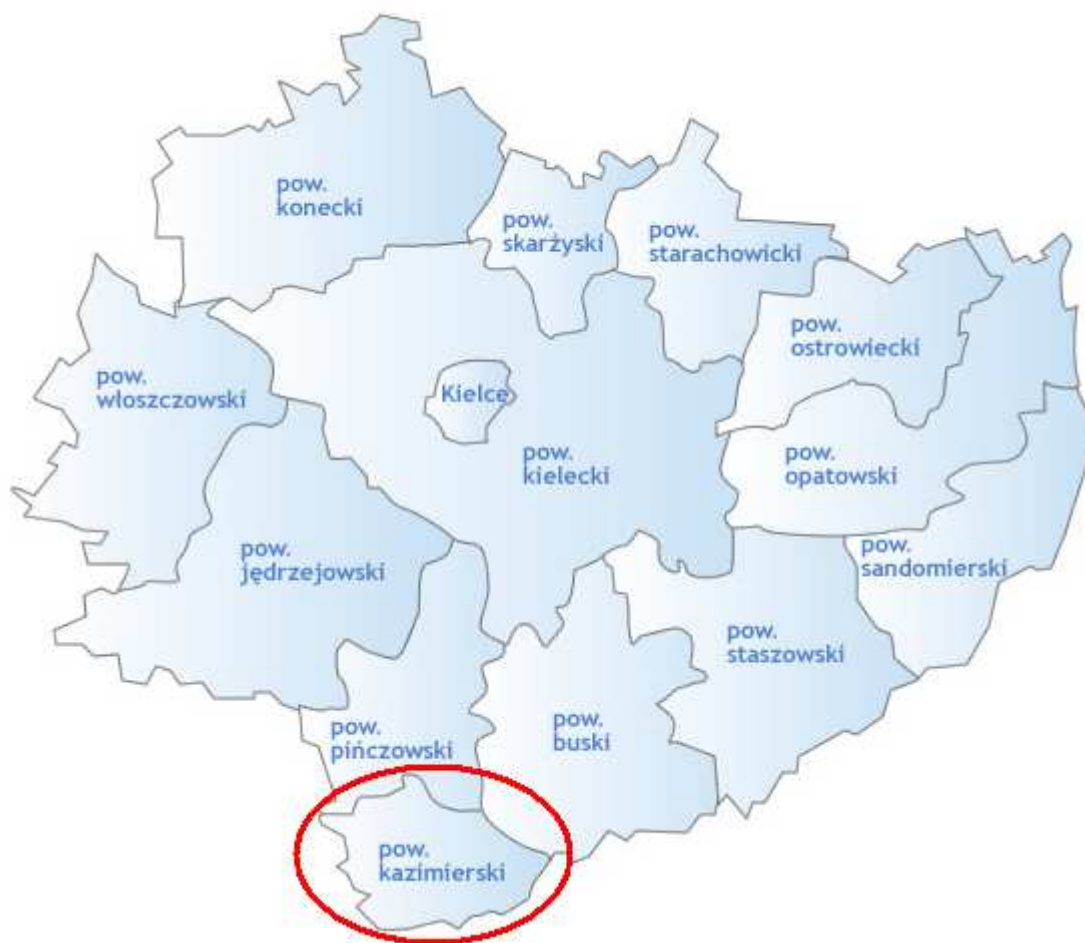 pow.
konecki
pow.
skarżyski
pow.
starachowicki
pow.
ostrowiecki
pow.
włoszczowski
Kielce
pow.
kielecki
pow.
opatowski
pow.
jędrzejowski
pow.
sandomierski
pow.
staszowski
pow.
pińczowski
pow.
buski
pow.
kazimierski